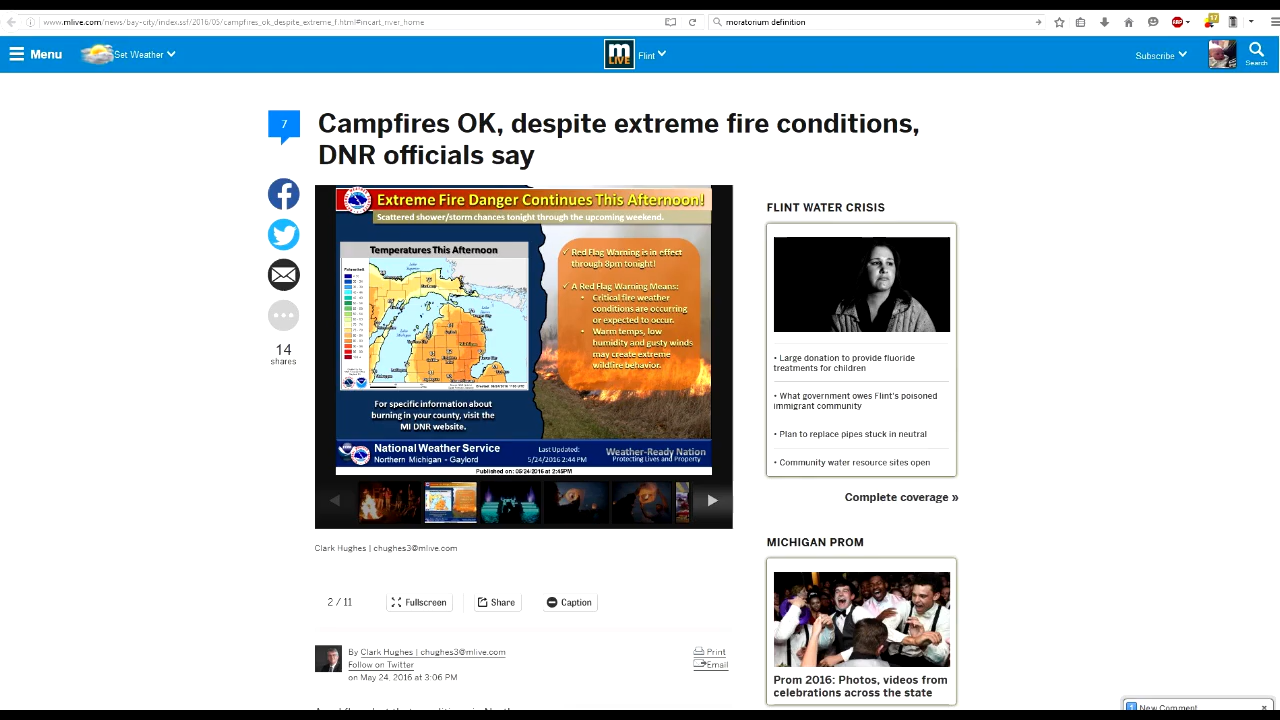 www.mlive.com/news/bay-city/index.ssf/2016/05/campfires_ok_despite_extreme_f.html#incart_river_home
moratorium definition
17
Menu
Set Weather
m
LIVE
Flint
Subscribe
Search
7
Campfires OK, despite extreme fire conditions,
DNR officials say
14
shares
Extreme Fire Danger Continues This Afternoon!
Scattered shower/storm chances tonight through the upcoming weekend.
Temperatures This Afternoon
✓ Red Flag Warning is in effect
through 8pm tonight!
✓ A Red Flag Warning Means:
• Critical fire weather
conditions are occurring
or expected to occur.
• Warm temps, low
humidity and gusty winds
may create extreme
wildfire behavior.
For specific information about
burning in your county, visit the
MI DNR website.
National Weather Service
Northern Michigan - Gaylord
Last Updated:
5/24/2016 2:44 PM
Weather-Ready Nation
Protecting Lives and Property
Published on: 05/24/2016 at 2:45PM
Clark Hughes | chughes3@mlive.com
2 / 11
Fullscreen
Share
Caption
By Clark Hughes | chughes3@mlive.com
Follow on Twitter
on May 24, 2016 at 3:06 PM
Print
Email
FLINT WATER CRISIS
• Large donation to provide fluoride
treatments for children
• What government owes Flint's poisoned
immigrant community
• Plan to replace pipes stuck in neutral
• Community water resource sites open
Complete coverage »
MICHIGAN PROM
Prom 2016: Photos, videos from
celebrations across the state
New Comment